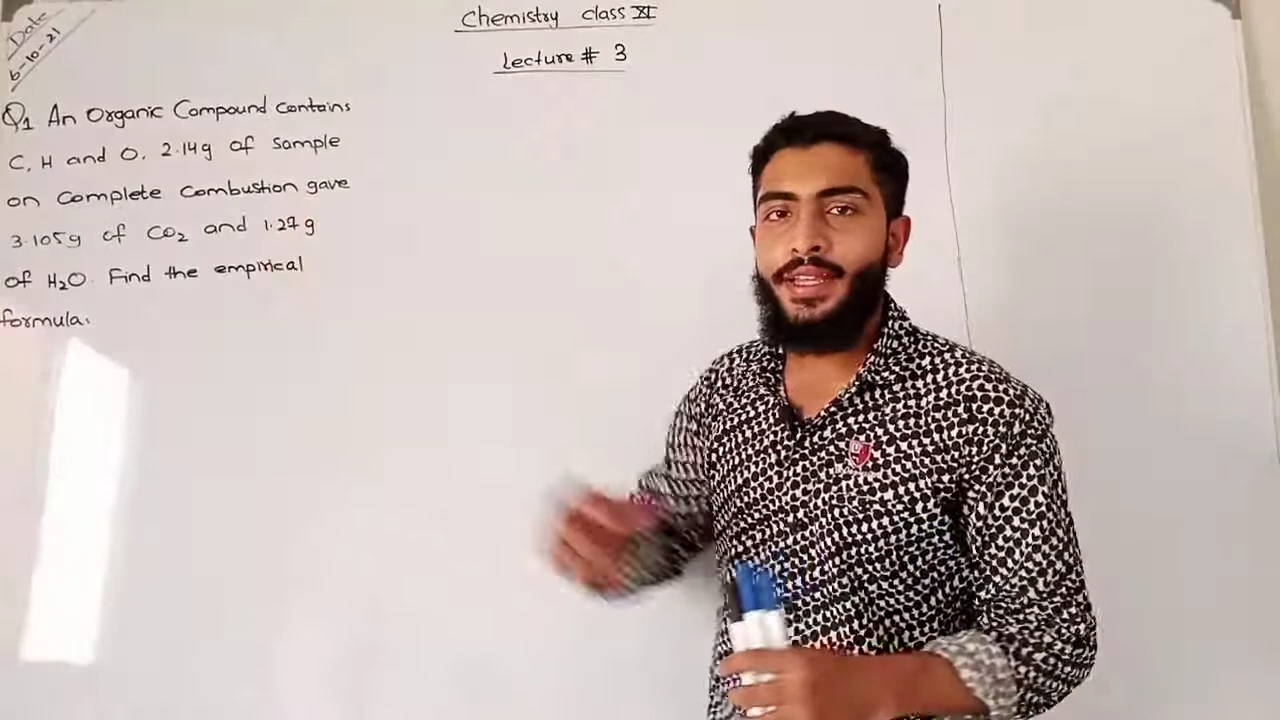 Date
6-10-21
Chemistry class XI
Lecture # 3
Q1 An Organic Compound Contains
C, H and O. 2.14g of Sample
on Complete Combustion gave
3.105g of CO2 and 1.27g
of H2O. Find the empirical
formula.